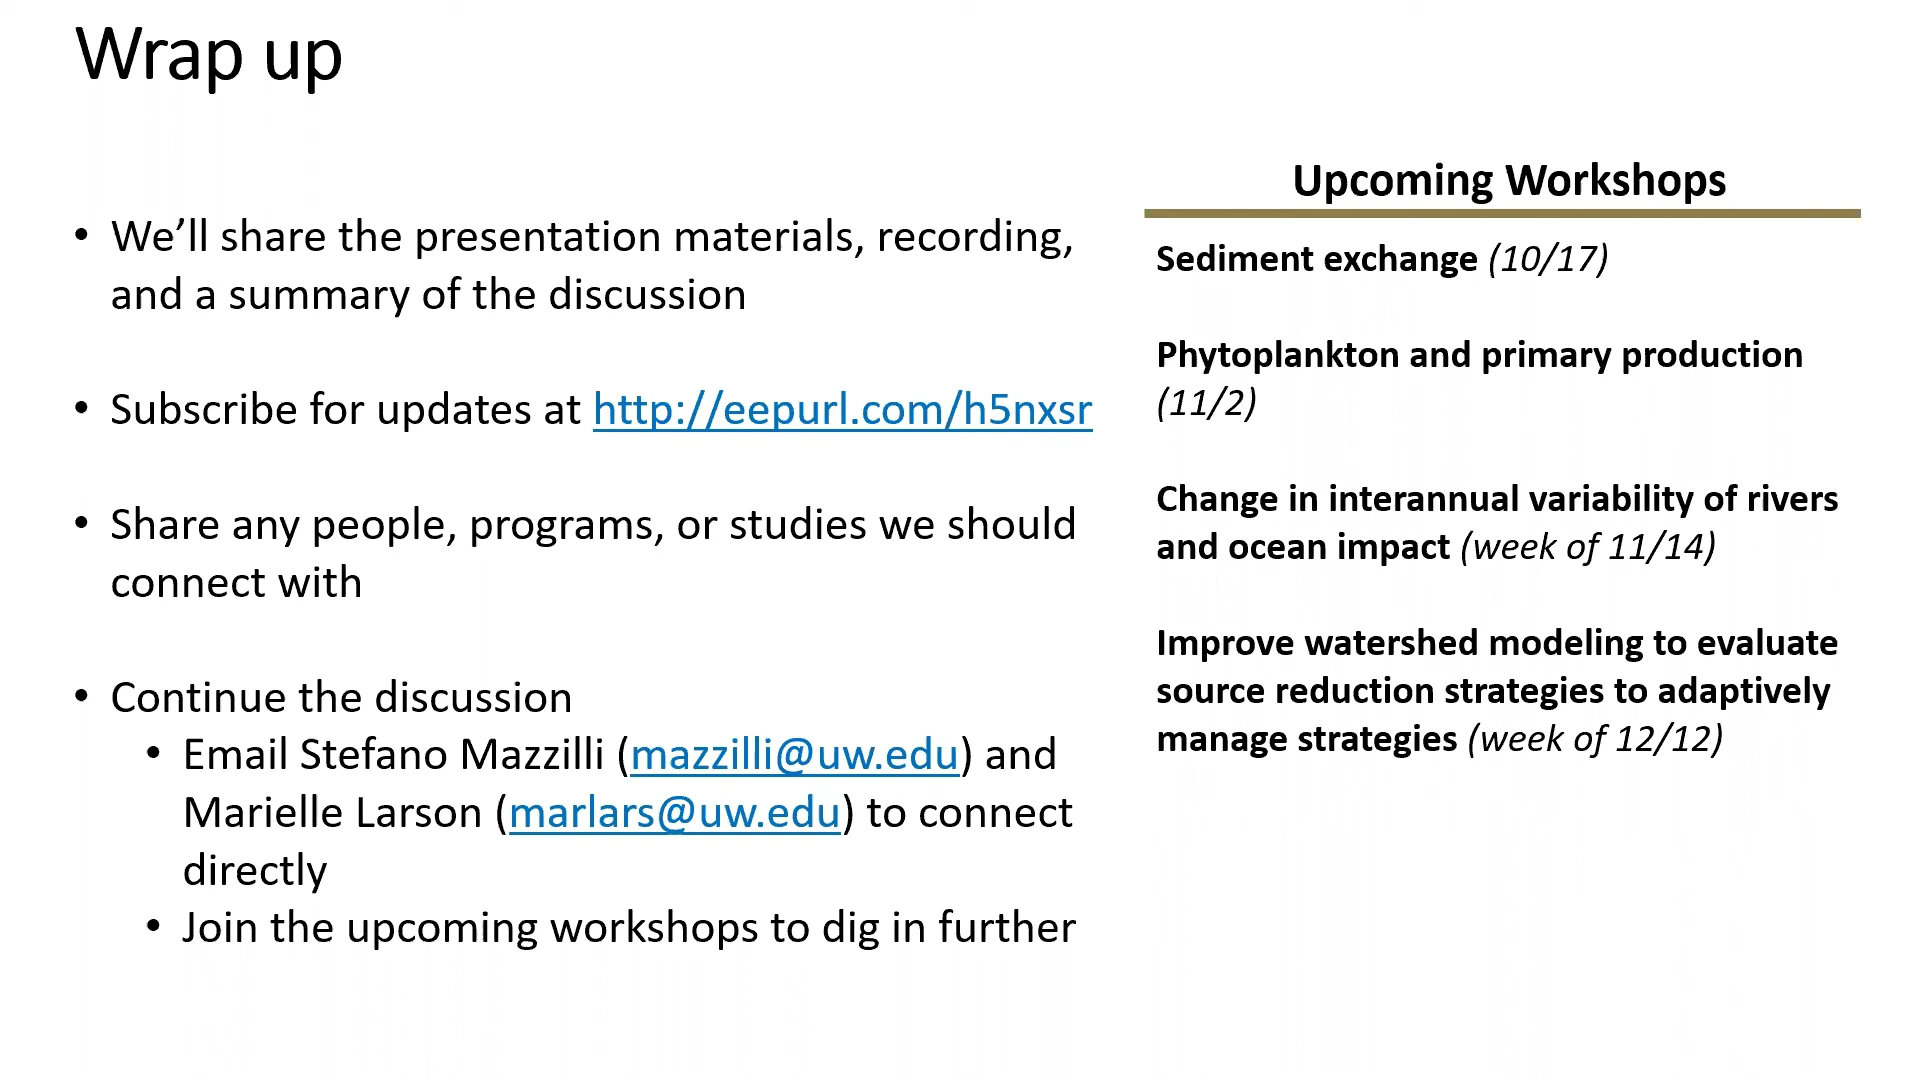 Wrap up
• We’ll share the presentation materials, recording,
and a summary of the discussion
• Subscribe for updates at http://eepurl.com/h5nxsr
• Share any people, programs, or studies we should
connect with
• Continue the discussion
• Email Stefano Mazzilli (mazzilli@uw.edu) and
Marielle Larson (marlars@uw.edu) to connect
directly
• Join the upcoming workshops to dig in further
Upcoming Workshops
Sediment exchange (10/17)
Phytoplankton and primary production
(11/2)
Change in interannual variability of rivers
and ocean impact (week of 11/14)
Improve watershed modeling to evaluate
source reduction strategies to adaptively
manage strategies (week of 12/12)